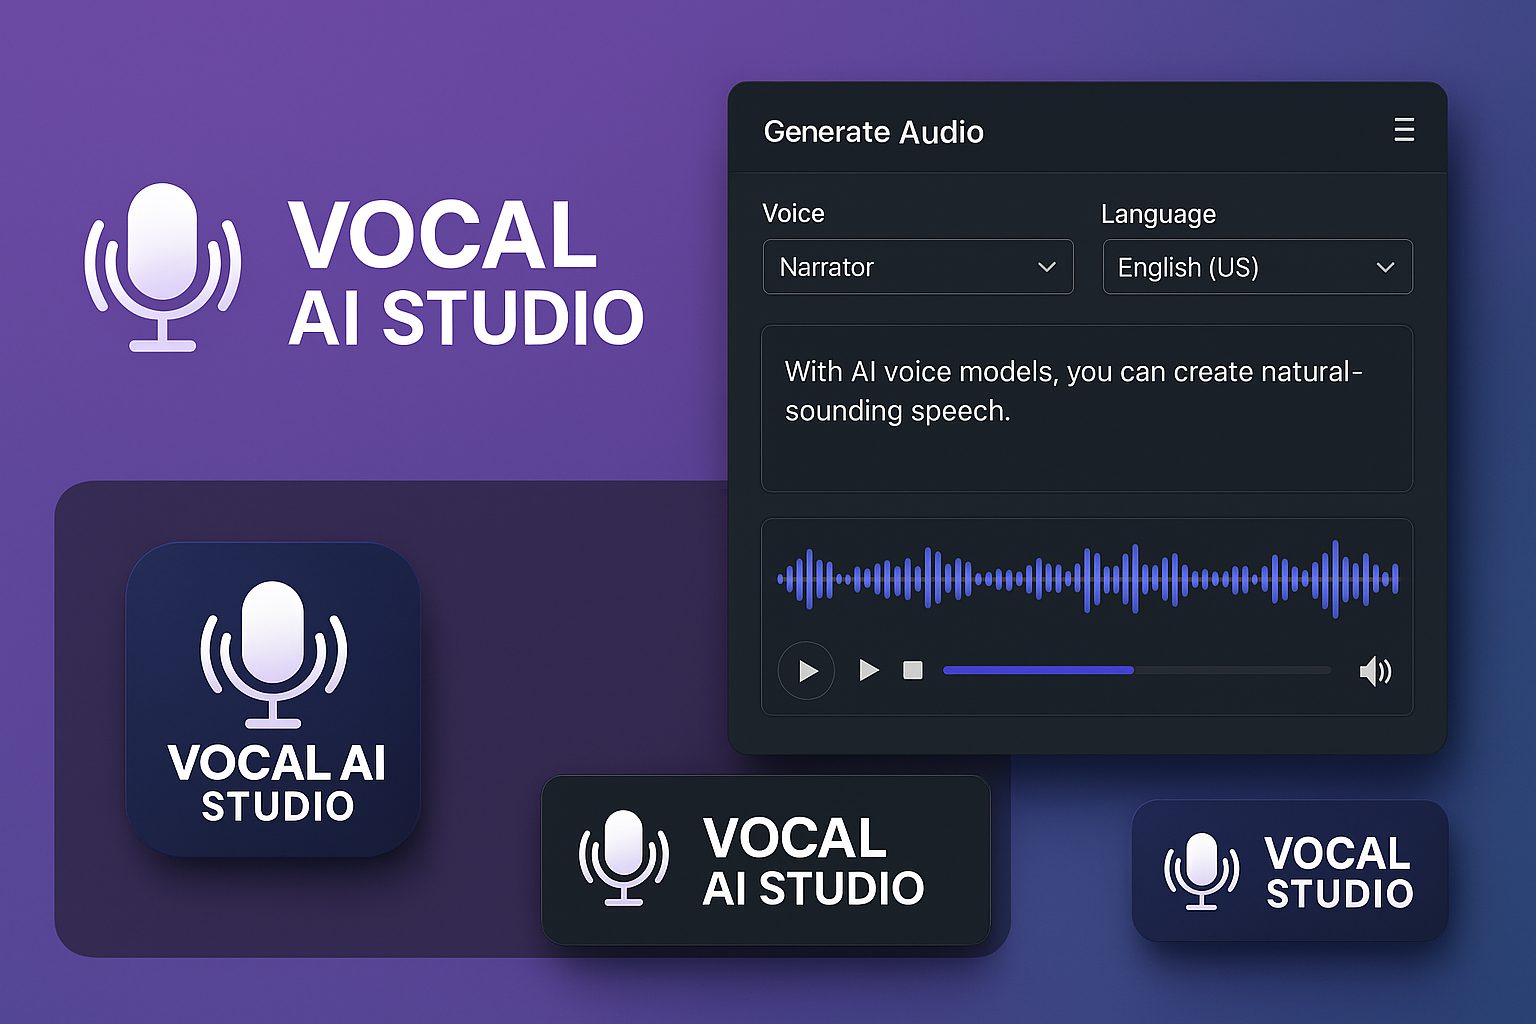 VOCAL
AI STUDIO
Generate Audio
Voice
Language
Narrator
English (US)
With AI voice models, you can create natural-
sounding speech.
VOCAL AI
STUDIO
VOCAL
AI STUDIO
VOCAL
STUDIO